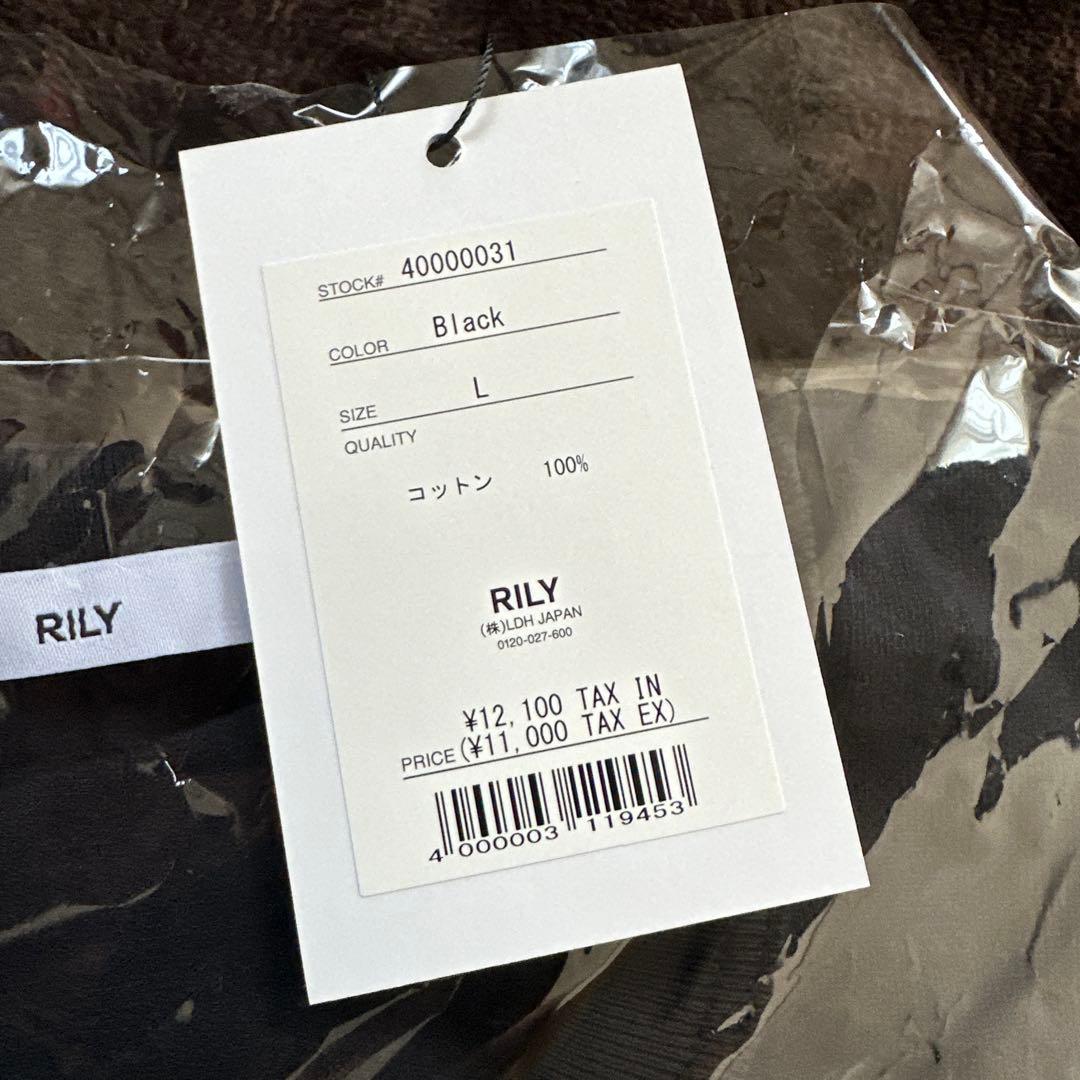 STOCK# 40000031
COLOR Black
SIZE L
QUALITY
コットン 100%
RILY
(株)LDH JAPAN
0120-027-600
¥12,100 TAX IN
PRICE (¥11,000 TAX EX)
4 000003 119453
RILY